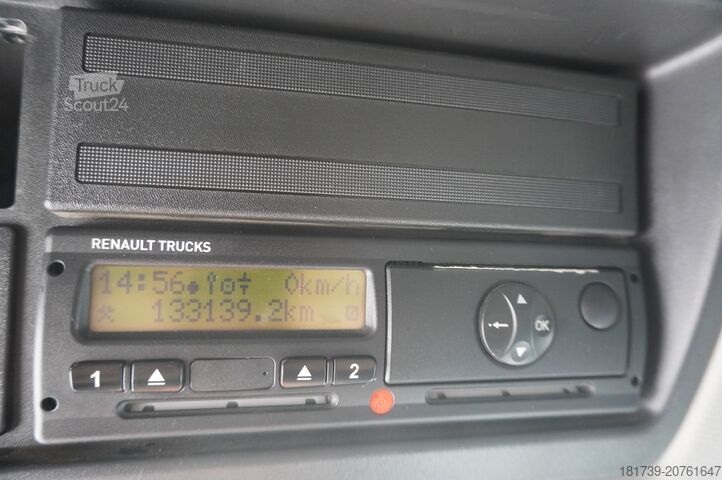 Truck
Scout24
RENAULT TRUCKS
14:56 0km/h
133139.2km
1 2
OK
181739-20761647